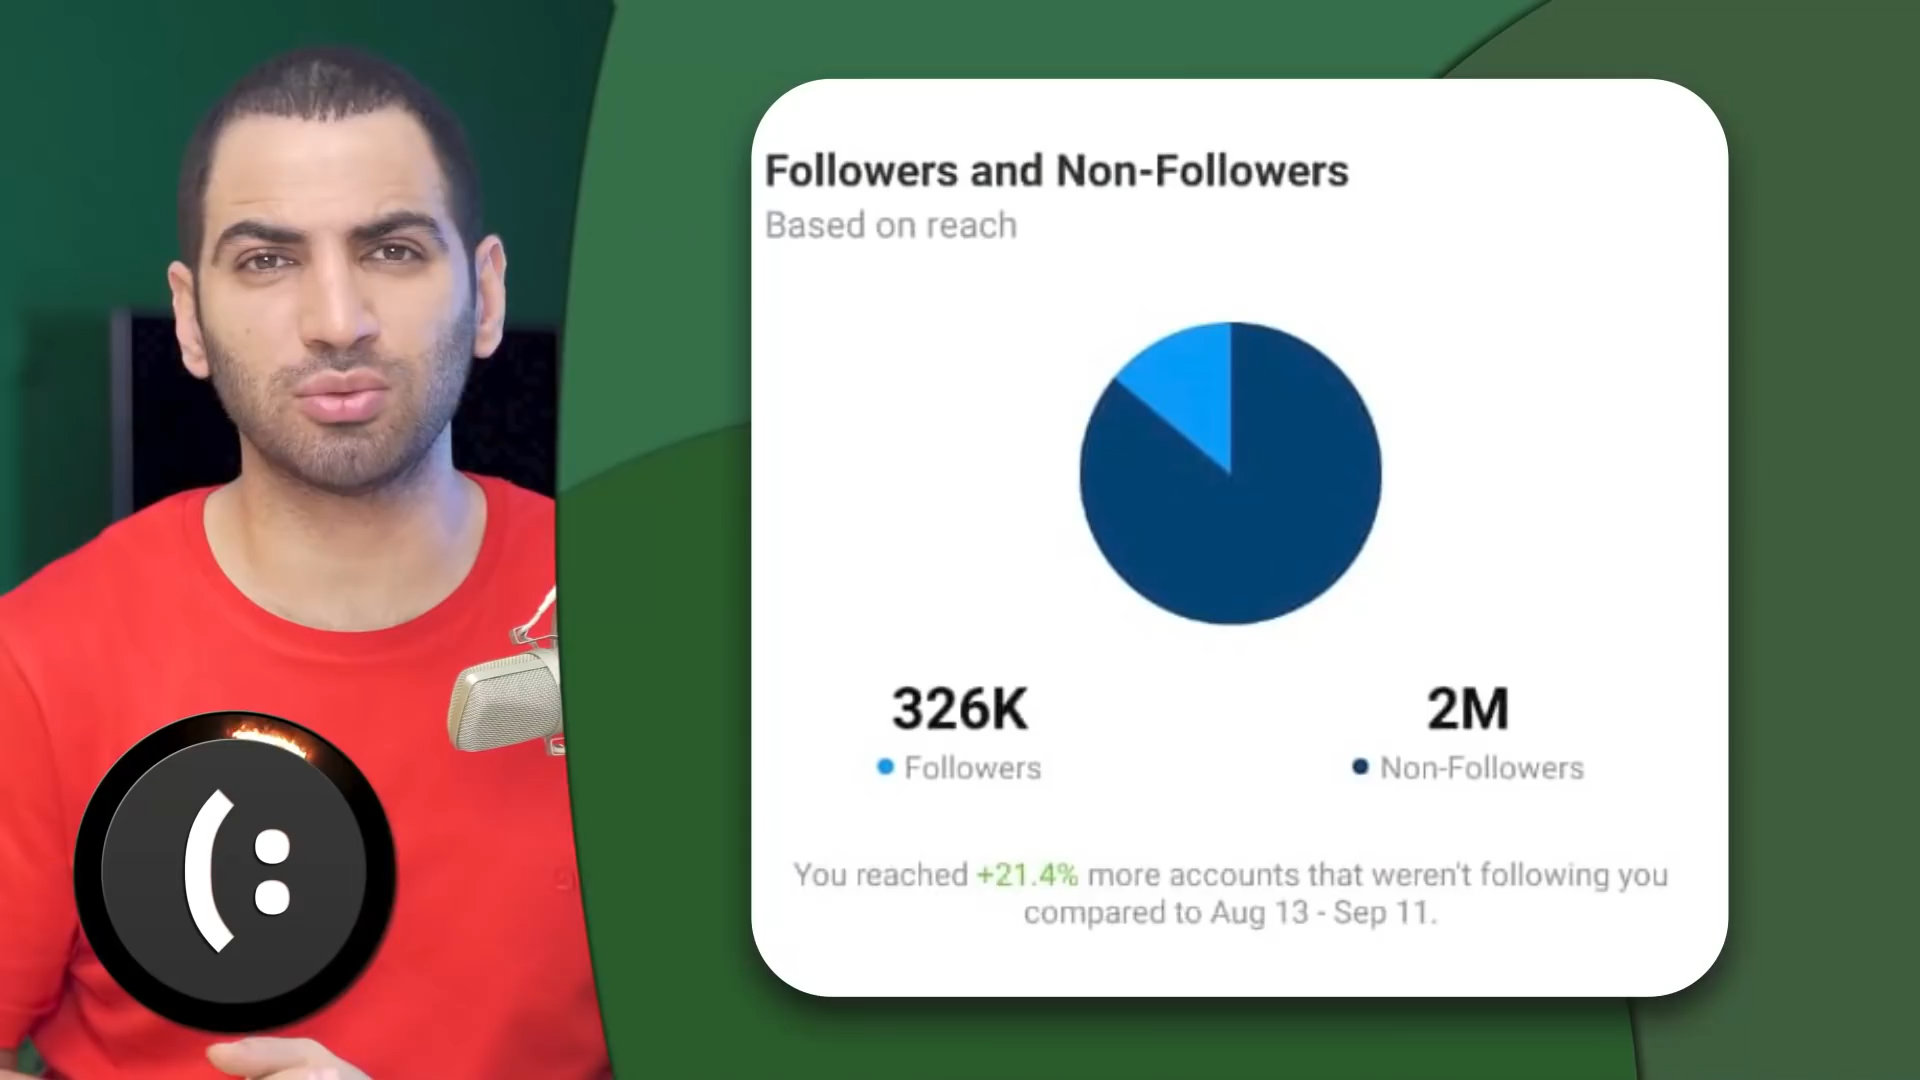 Followers and Non-Followers
Based on reach
326K
Followers
2M
Non-Followers
You reached +21.4% more accounts that weren't following you
compared to Aug 13 - Sep 11.
(: